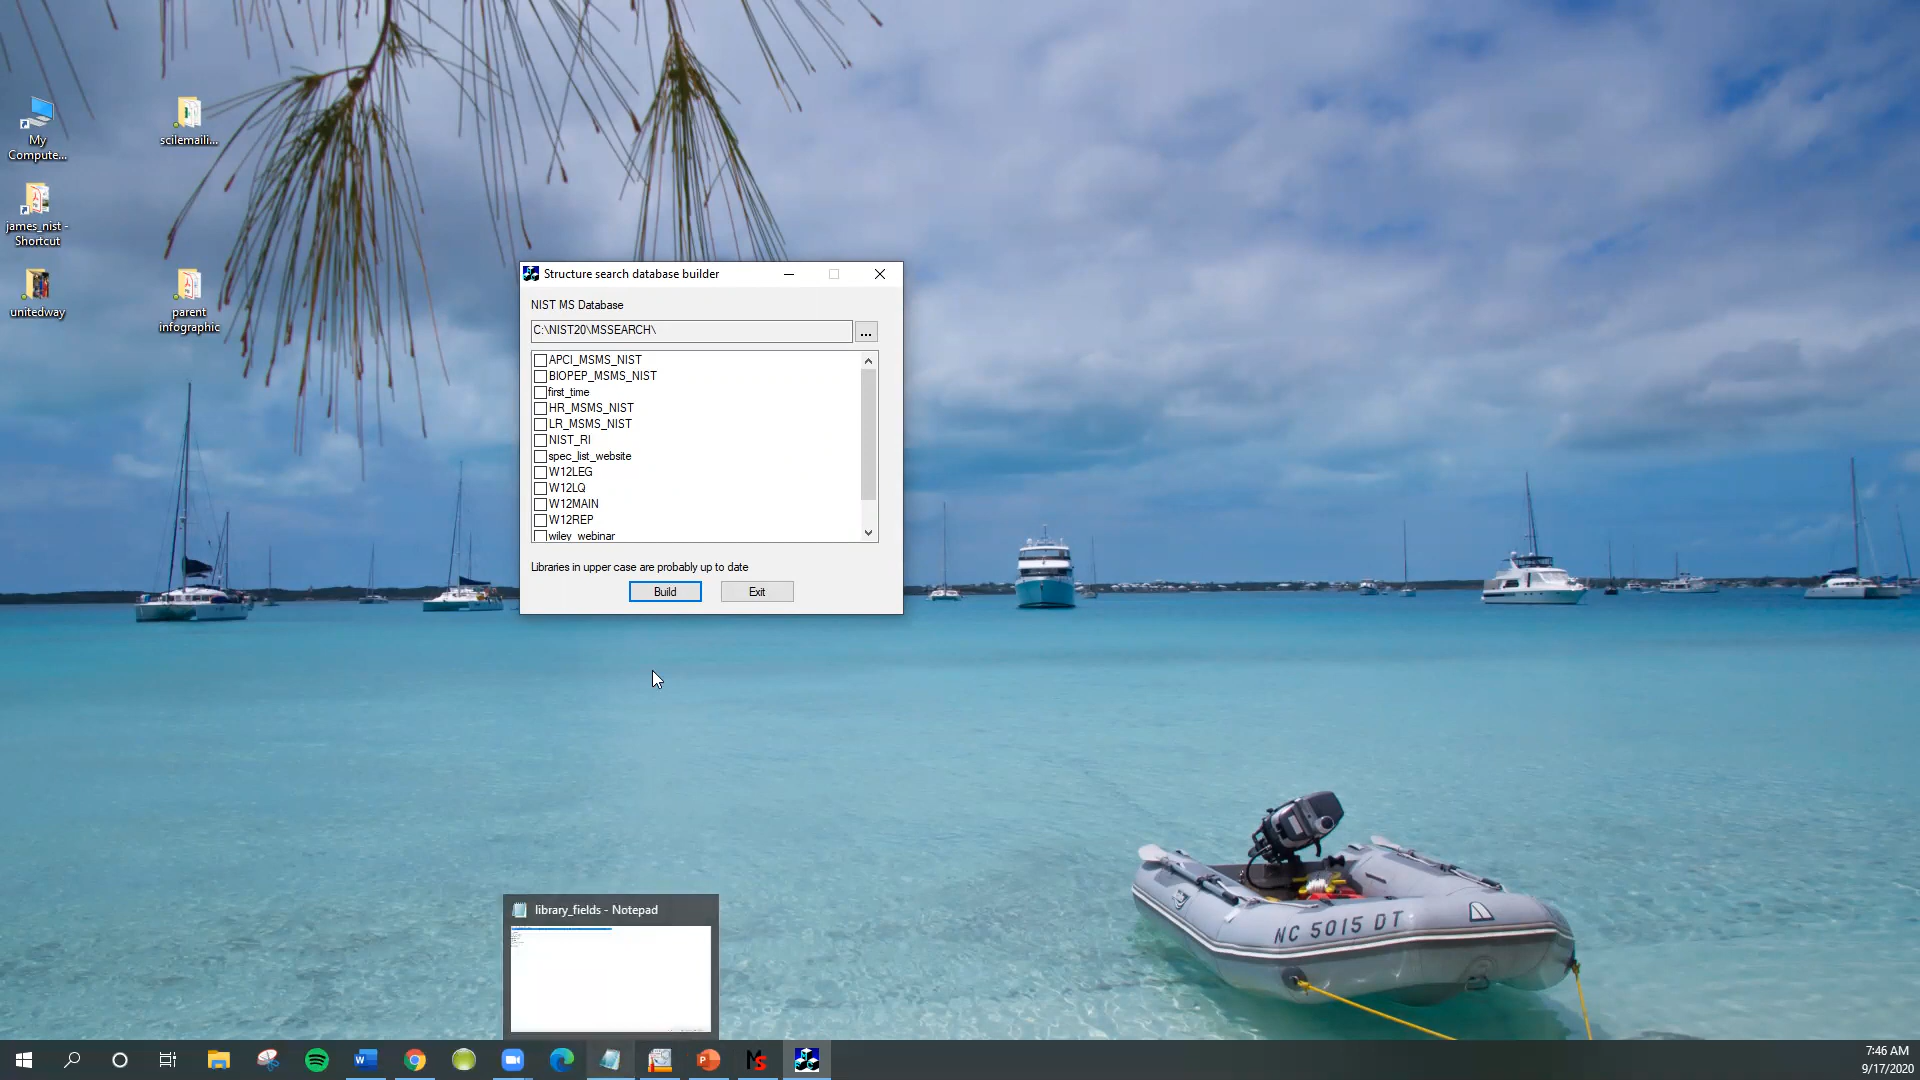 My
Compute...
scilemaili...
james_nist -
Shortcut
unitedway
parent
infographic
Structure search database builder
NIST MS Database
C:\NIST20\MSSEARCH\
...
APCI_MSMS_NIST
BIOPEP_MSMS_NIST
first_time
HR_MSMS_NIST
LR_MSMS_NIST
NIST_RI
spec_list_website
W12LEG
W12LQ
W12MAIN
W12REP
wiley_webinar
Libraries in upper case are probably up to date
Build
Exit
NC 5015 DT
library_fields - Notepad
7:46 AM
9/17/2020